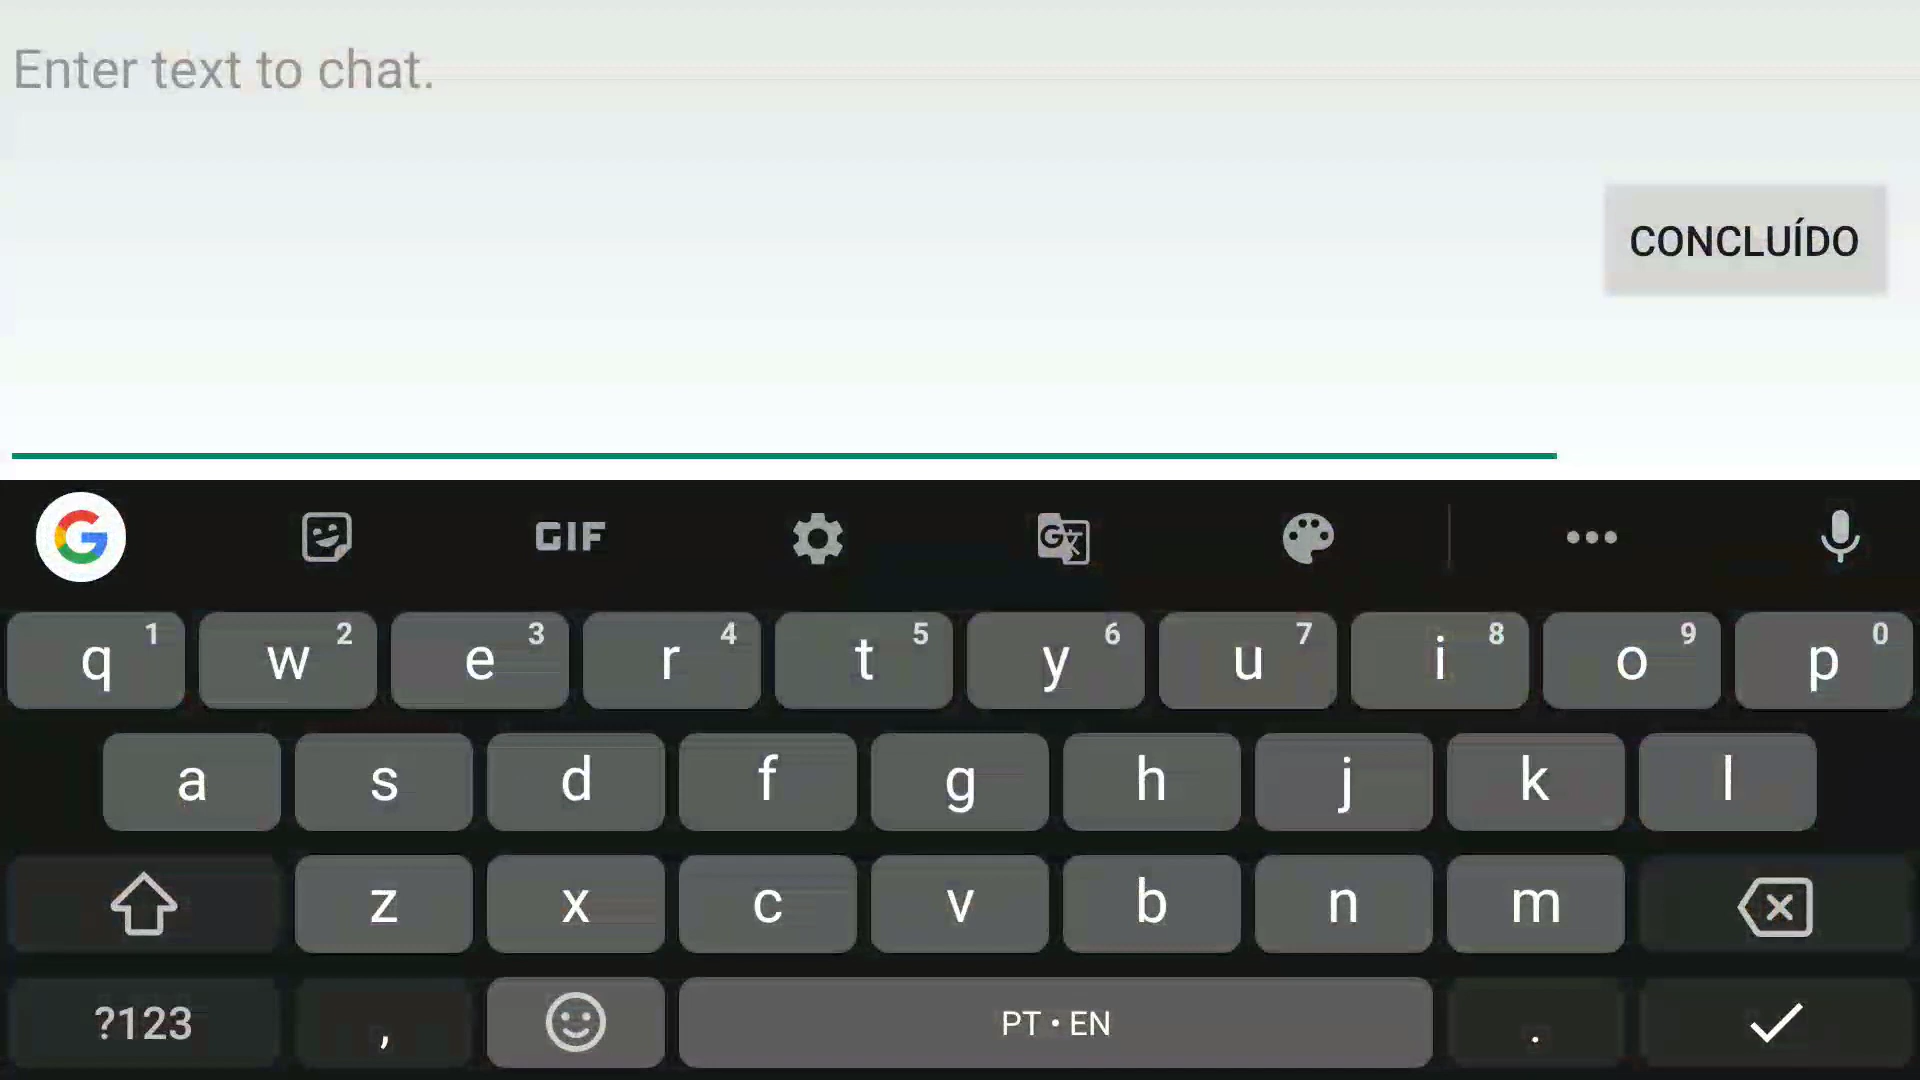 Enter text to chat.
CONCLUÍDO
G GIF G
q 1 w 2 e 3 r 4 t 5 y 6 u 7 i 8 o 9 p 0
a s d f g h j k l
z x c v b n m
?123 , PT • EN .